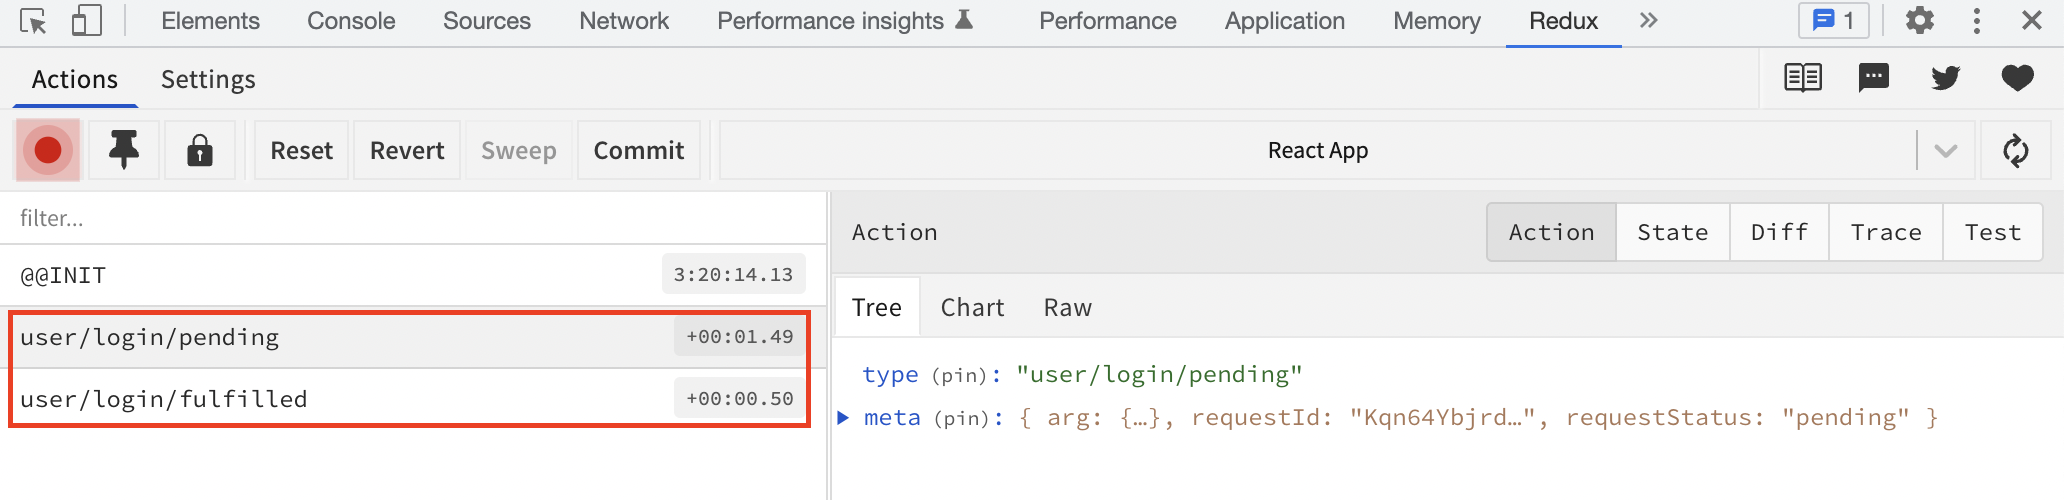 Elements Console Sources Network Performance insights Performance Application Memory Redux 1
Actions Settings
Reset Revert Sweep Commit React App
filter...
@@INIT 3:20:14.13
user/login/pending +00:01.49
user/login/fulfilled +00:00.50
Action Action State Diff Trace Test
Tree Chart Raw
type (pin): "user/login/pending"
meta (pin): { arg: {…}, requestId: "Kqn64Ybjrd…", requestStatus: "pending" }